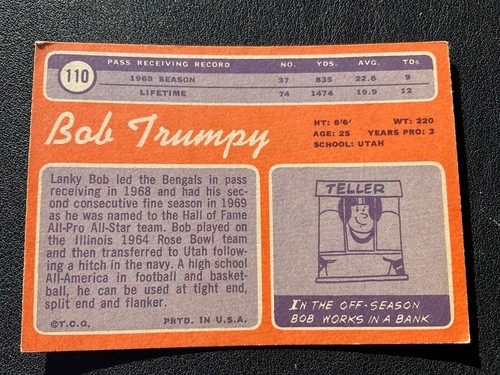 110
PASS RECEIVING RECORD NO. YDS. AVG. TDs
1969 SEASON 37 835 22.6 9
LIFETIME 74 1474 19.9 12
Bob Trumpy
HT: 6'6' WT: 220
AGE: 25 YEARS PRO: 3
SCHOOL: UTAH
Lanky Bob led the Bengals in pass
receiving in 1968 and had his sec-
ond consecutive fine season in 1969
as he was named to the Hall of Fame
All-Pro All-Star team. Bob played on
the Illinois 1964 Rose Bowl team
and then transferred to Utah follow-
ing a hitch in the navy. A high school
All-America in football and basket-
ball, he can be used at tight end,
split end and flanker.
©T.C.G. PRTD. IN U.S.A.
TELLER
IN THE OFF-SEASON
BOB WORKS IN A BANK.